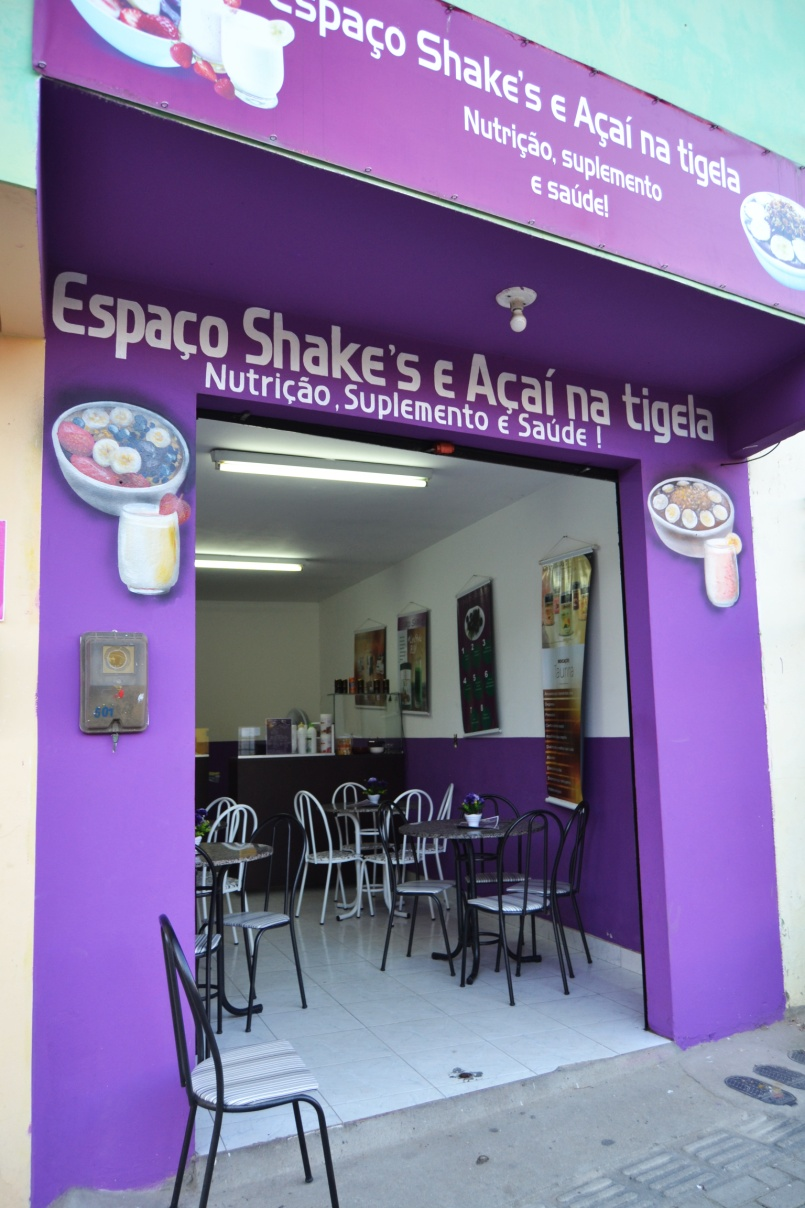 Espaço Shake's e Açaí na tigela
Nutrição, suplemento
e saúde!
Espaço Shake's e Açaí na tigela
Nutrição, Suplemento e Saúde !